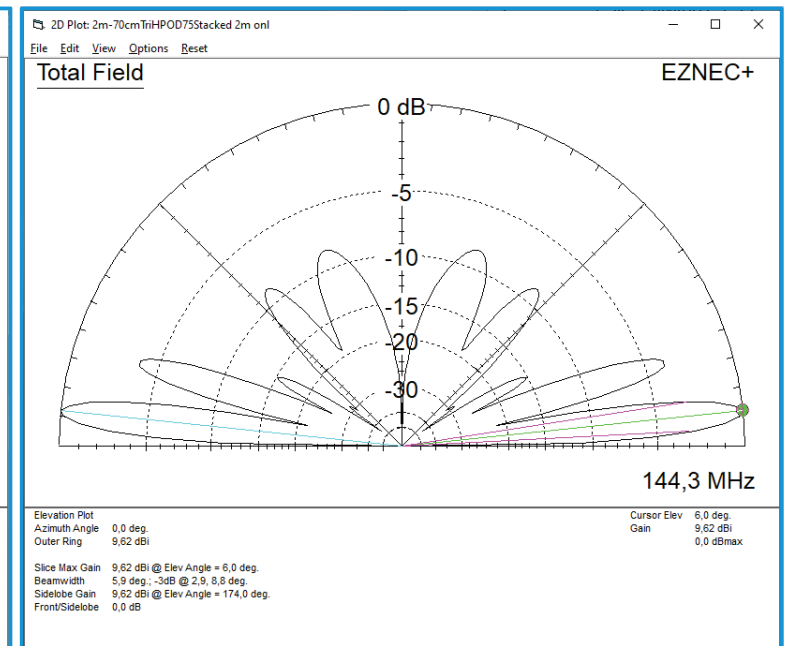 2D Plot: 2m-70cmTriHPOD75Stacked 2m onl
File Edit View Options Reset
Total Field
EZNEC+
0 dB
-5
-10
-15
-20
-30
144,3 MHz
Elevation Plot
Azimuth Angle 0,0 deg.
Outer Ring 9,62 dBi
Cursor Elev 6,0 deg.
Gain 9,62 dBi
0,0 dBmax
Slice Max Gain 9,62 dBi @ Elev Angle = 6,0 deg.
Beamwidth 5,9 deg.; -3dB @ 2,9, 8,8 deg.
Sidelobe Gain 9,62 dBi @ Elev Angle = 174,0 deg.
Front/Sidelobe 0,0 dB